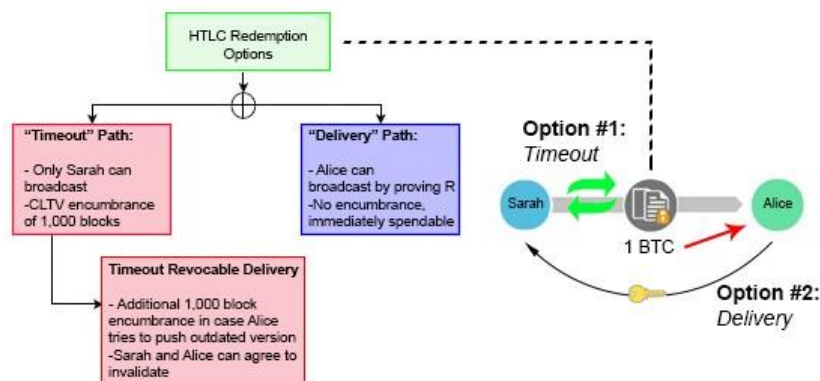 HTLC Redemption
Options
"Timeout" Path:
- Only Sarah can
broadcast
-CLTV encumbrance
of 1,000 blocks
"Delivery" Path:
- Alice can
broadcast by proving R
-No encumbrance,
immediately spendable
Timeout Revocable Delivery
- Additional 1,000 block
encumbrance in case Alice
tries to push outdated version
-Sarah and Alice can agree to
invalidate
Option #1:
Timeout
Sarah
Alice
1 BTC
Option #2:
Delivery